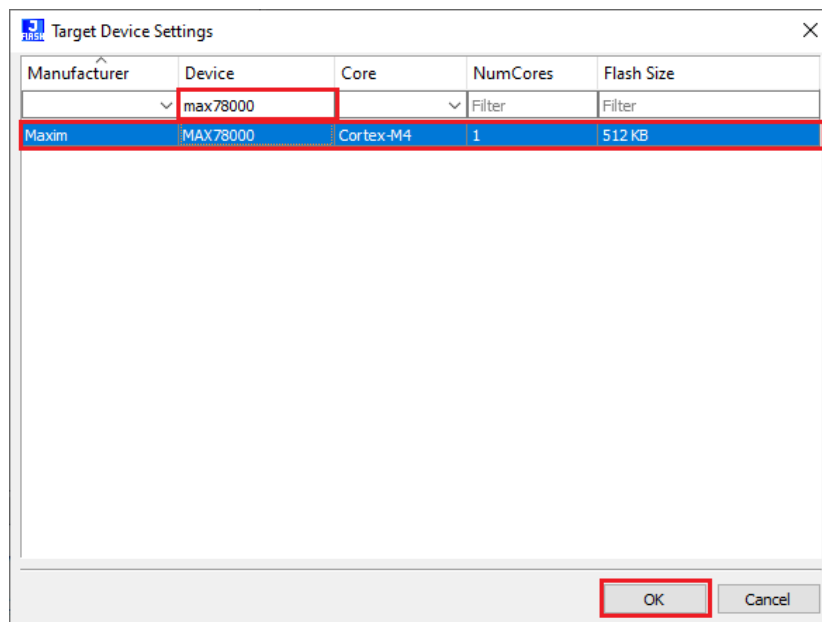 J
FLASH
Target Device Settings
Manufacturer Device Core NumCores Flash Size
max78000 Filter Filter
Maxim MAX78000 Cortex-M4 1 512 KB
OK Cancel